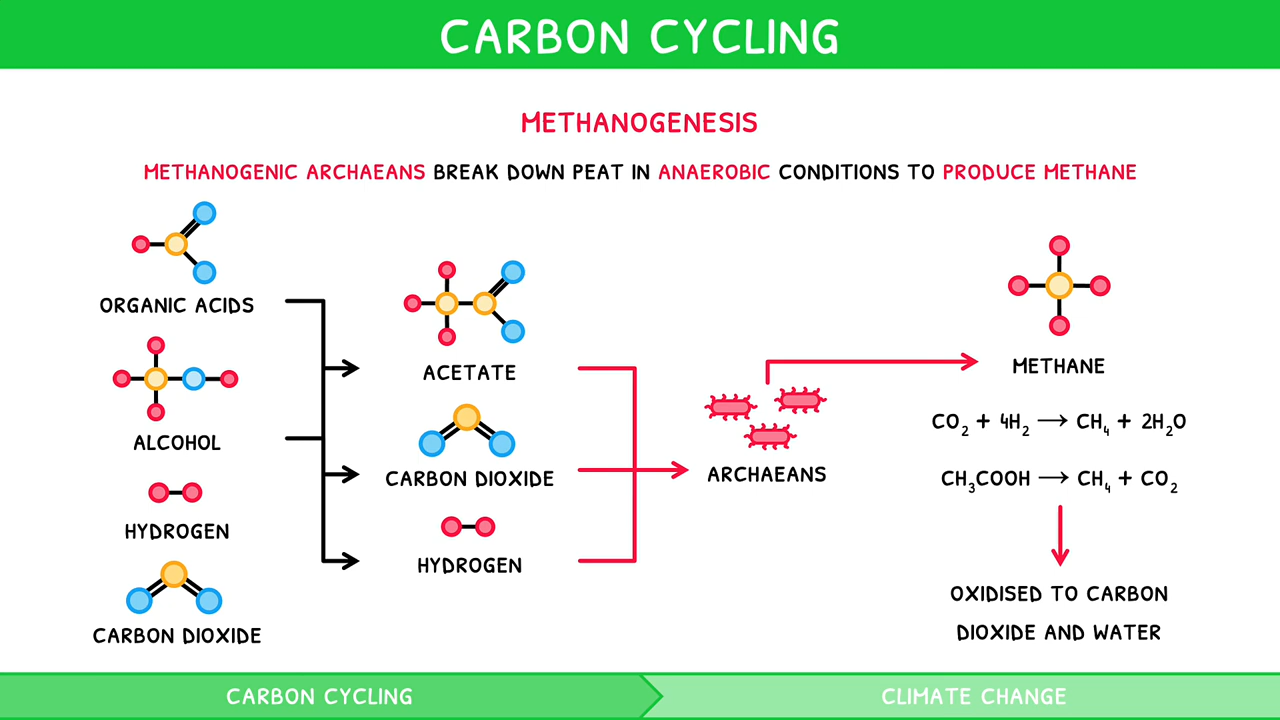 CARBON CYCLING
METHANOGENESIS
METHANOGENIC ARCHAEANS BREAK DOWN PEAT IN ANAEROBIC CONDITIONS TO PRODUCE METHANE
ORGANIC ACIDS
ALCOHOL
HYDROGEN
CARBON DIOXIDE
ACETATE
CARBON DIOXIDE
HYDROGEN
ARCHAEANS
METHANE
CO₂ + 4H₂ → CH₄ + 2H₂O
CH₃COOH → CH₄ + CO₂
OXIDISED TO CARBON
DIOXIDE AND WATER
CARBON CYCLING
CLIMATE CHANGE